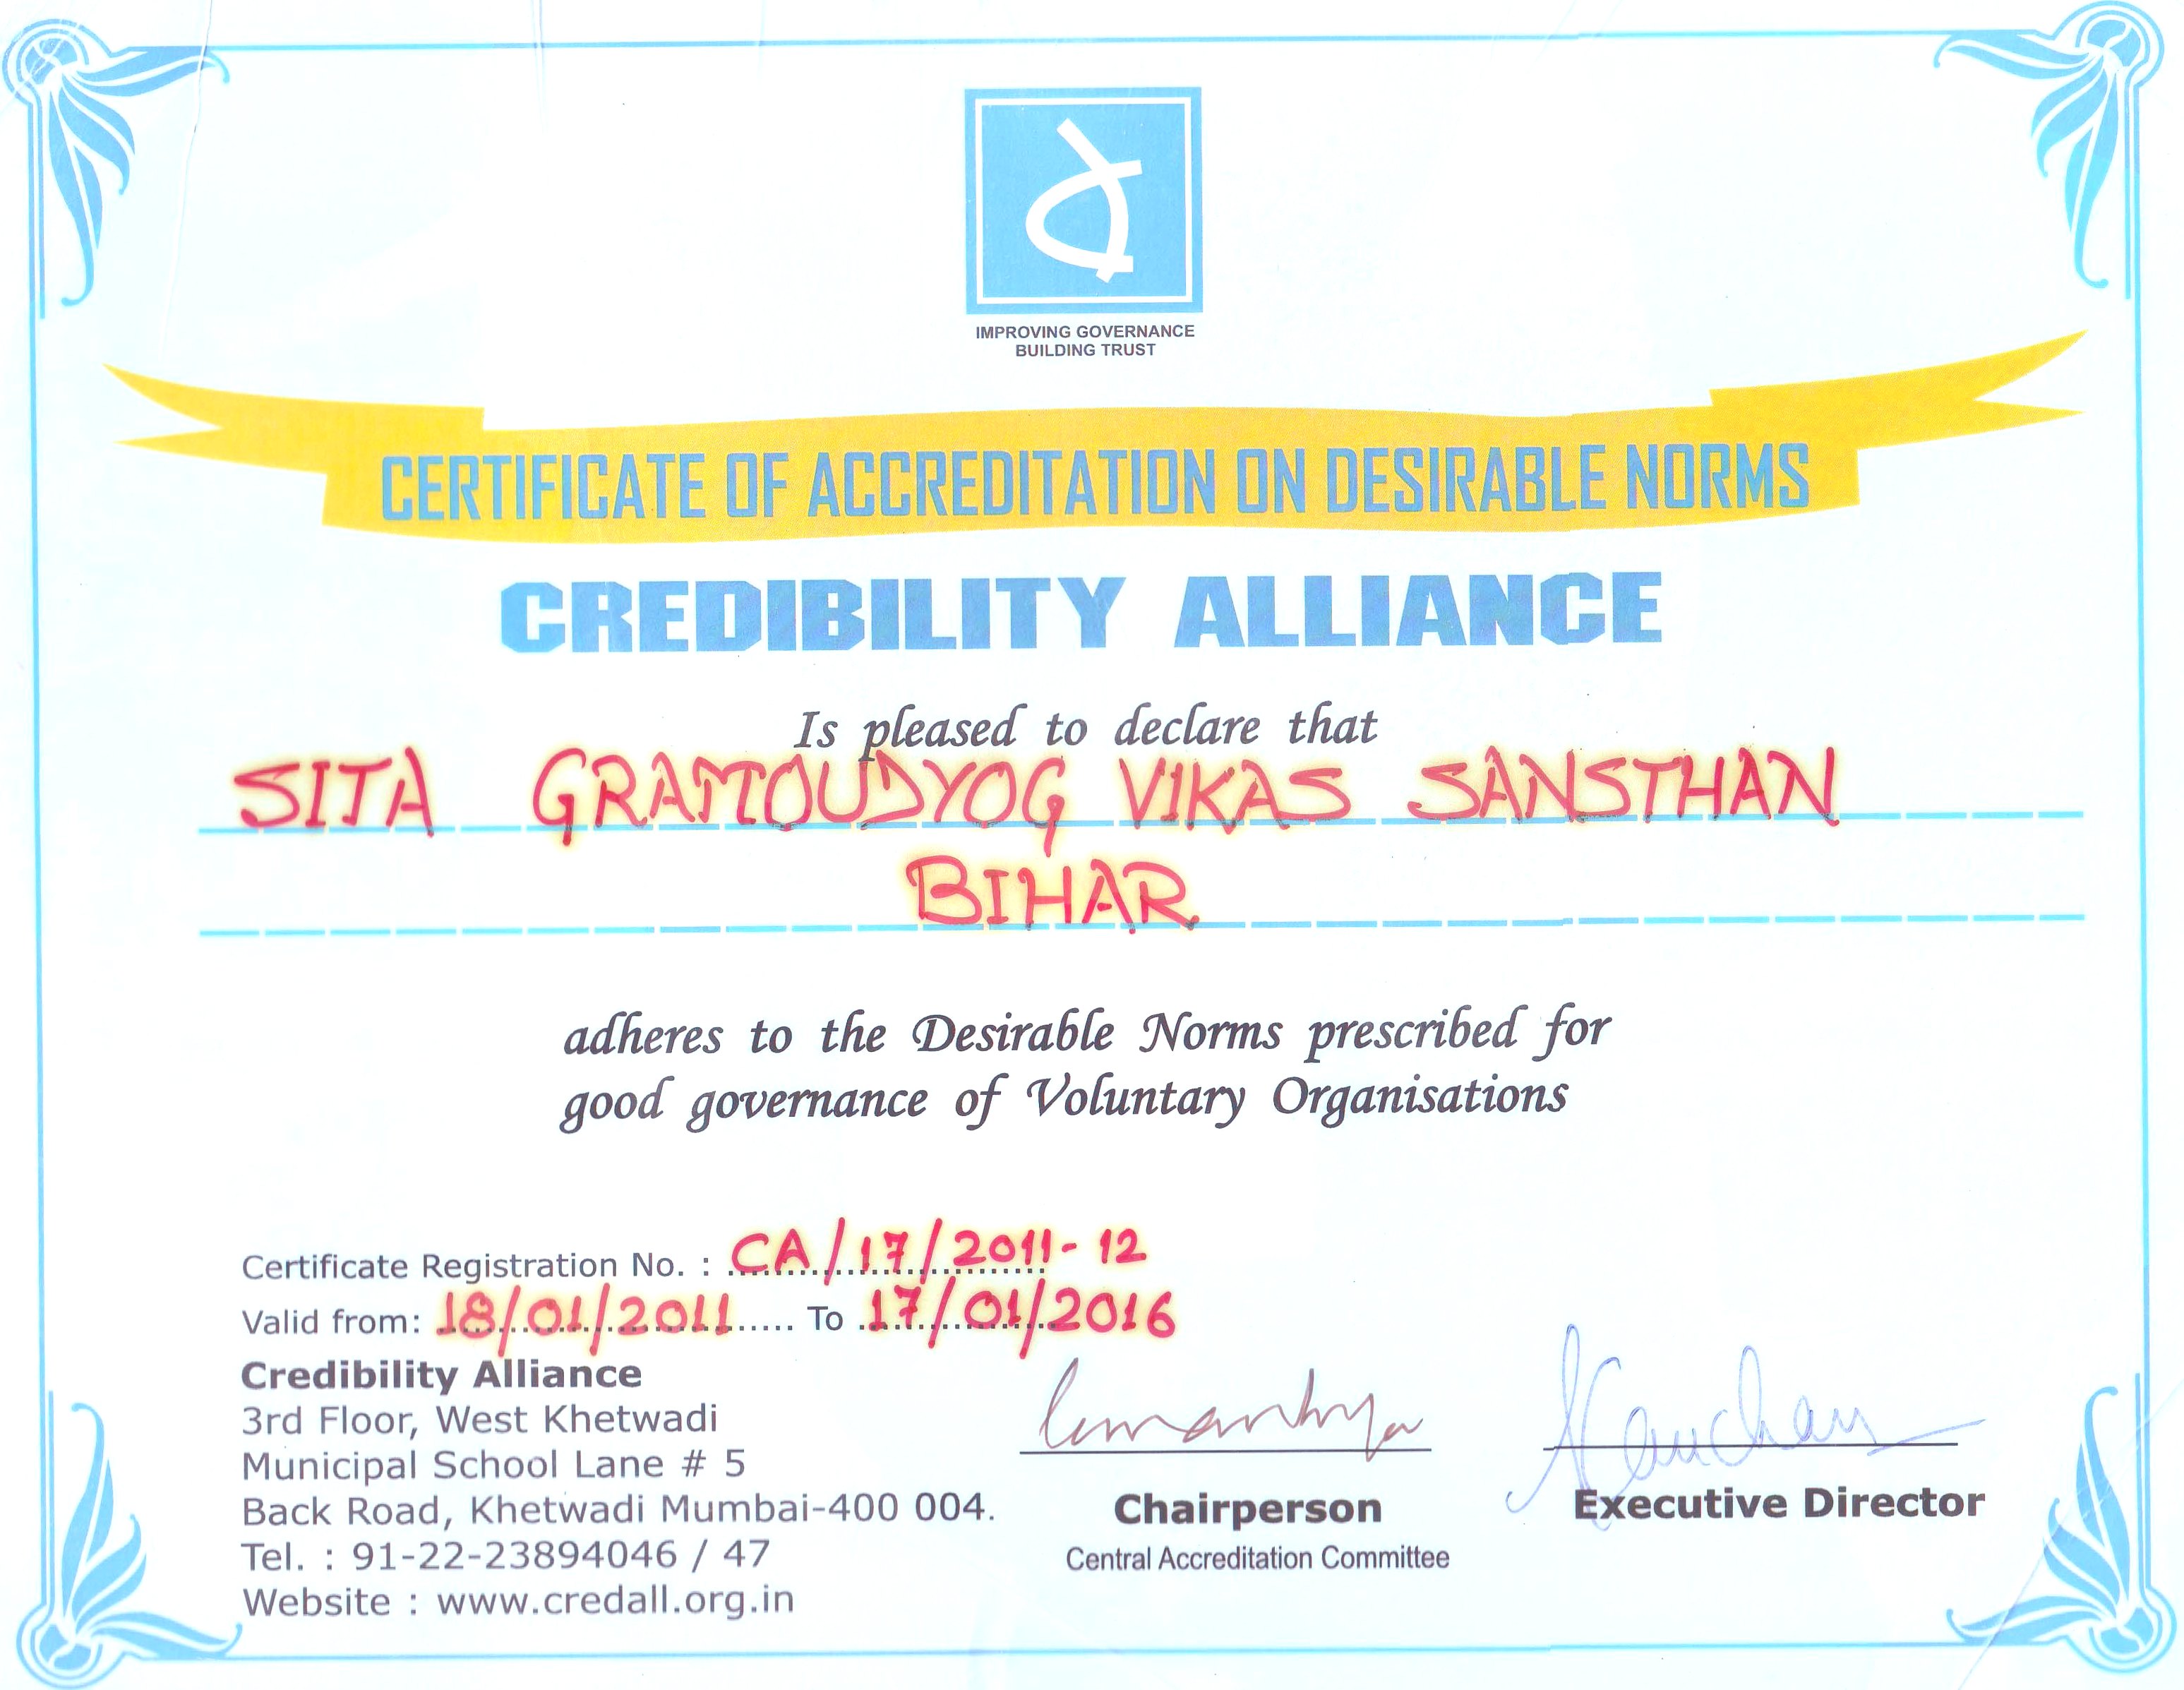 IMPROVING GOVERNANCE
BUILDING TRUST
CERTIFICATE OF ACCREDITATION ON DESIRABLE NORMS
CREDIBILITY ALLIANCE
Is pleased to declare that
SITA GRAMOUDYOG VIKAS SANSTHAN
BIHAR
adheres to the Desirable Norms prescribed for
good governance of Voluntary Organisations
Certificate Registration No. : CA/17/2011-12
Valid from: 18/01/2011 To 17/01/2016
Credibility Alliance
3rd Floor, West Khetwadi
Municipal School Lane # 5
Back Road, Khetwadi Mumbai-400 004.
Tel. : 91-22-23894046 / 47
Website : www.credall.org.in
Chairperson
Central Accreditation Committee
Executive Director